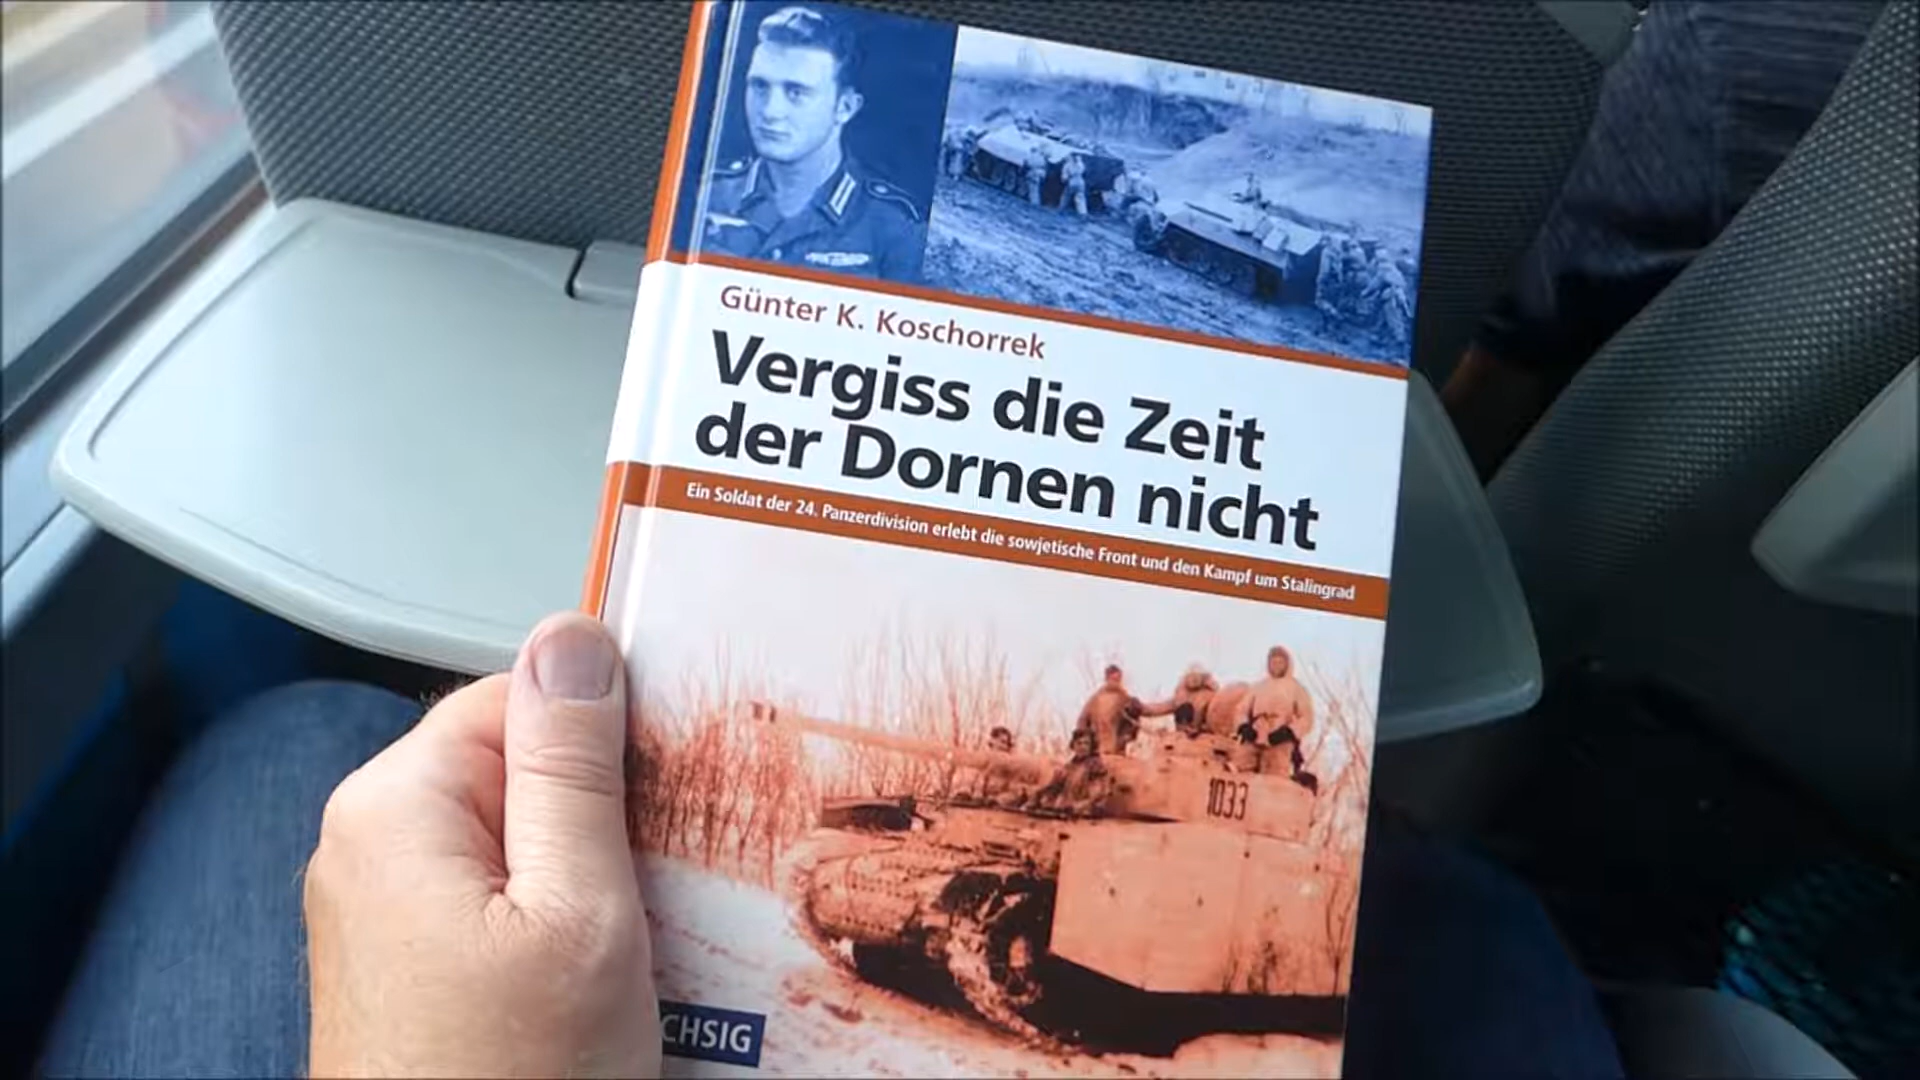 Günter K. Koschorrek
Vergiss die Zeit
der Dornen nicht
Ein Soldat der 24. Panzerdivision erlebt die sowjetische Front und den Kampf um Stalingrad
1033
CHSIG